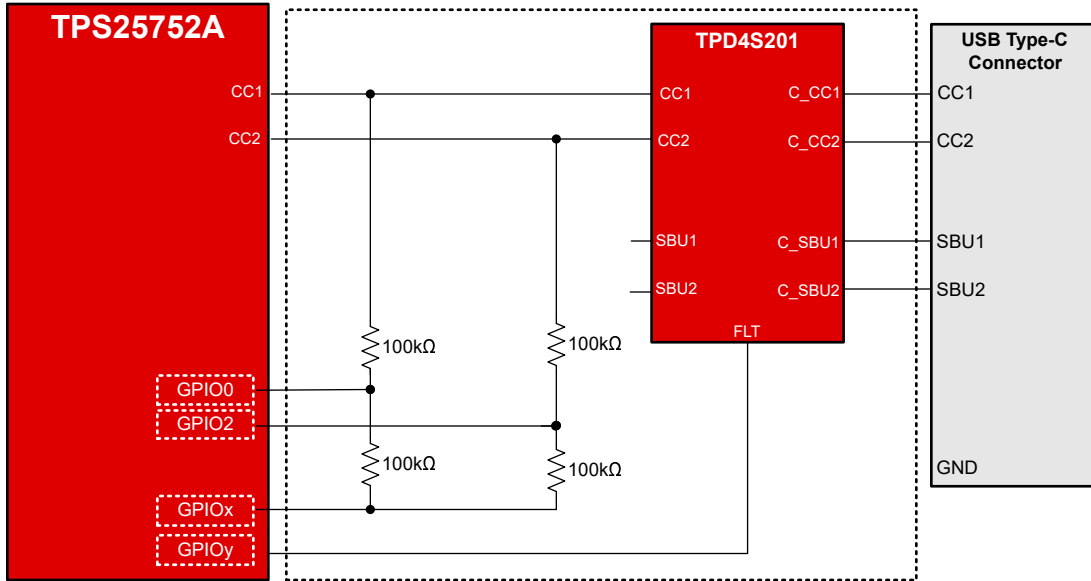 TPS25752A
TPD4S201
USB Type-C
Connector
CC1
CC1
C_CC1
CC1
CC2
CC2
C_CC2
CC2
SBU1
C_SBU1
SBU1
SBU2
C_SBU2
SBU2
FLT
100kΩ
100kΩ
GPIO0
GPIO2
100kΩ
100kΩ
GND
GPIOx
GPIOy